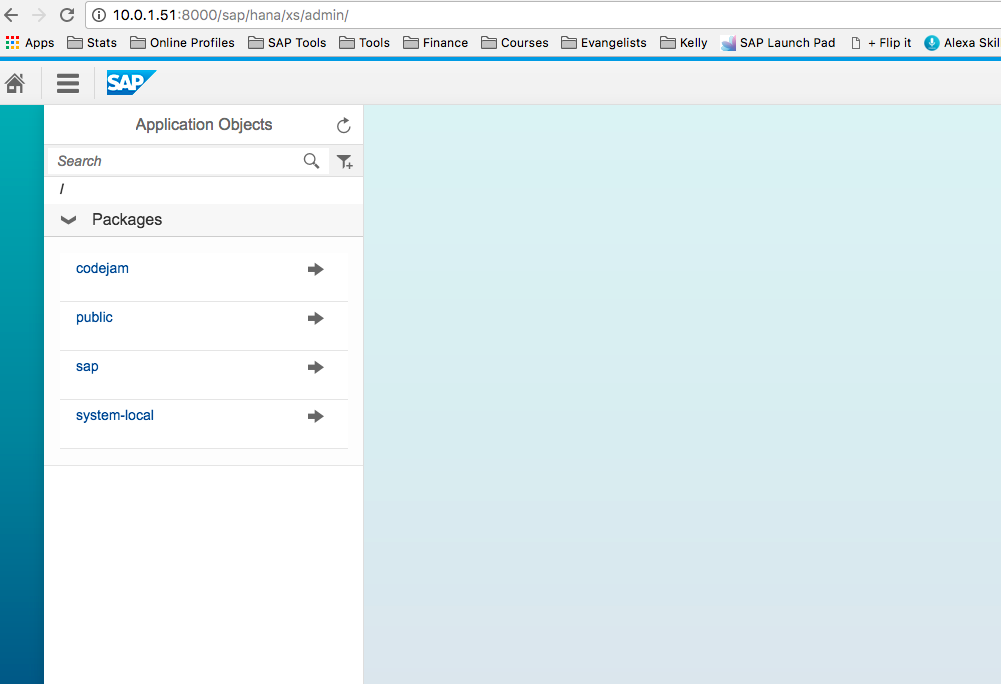 10.0.1.51:8000/sap/hana/xs/admin/
Apps Stats Online Profiles SAP Tools Tools Finance Courses Evangelists Kelly SAP Launch Pad + Flip it Alexa Skil
SAP
Application Objects
Search
/
Packages
codejam
public
sap
system-local